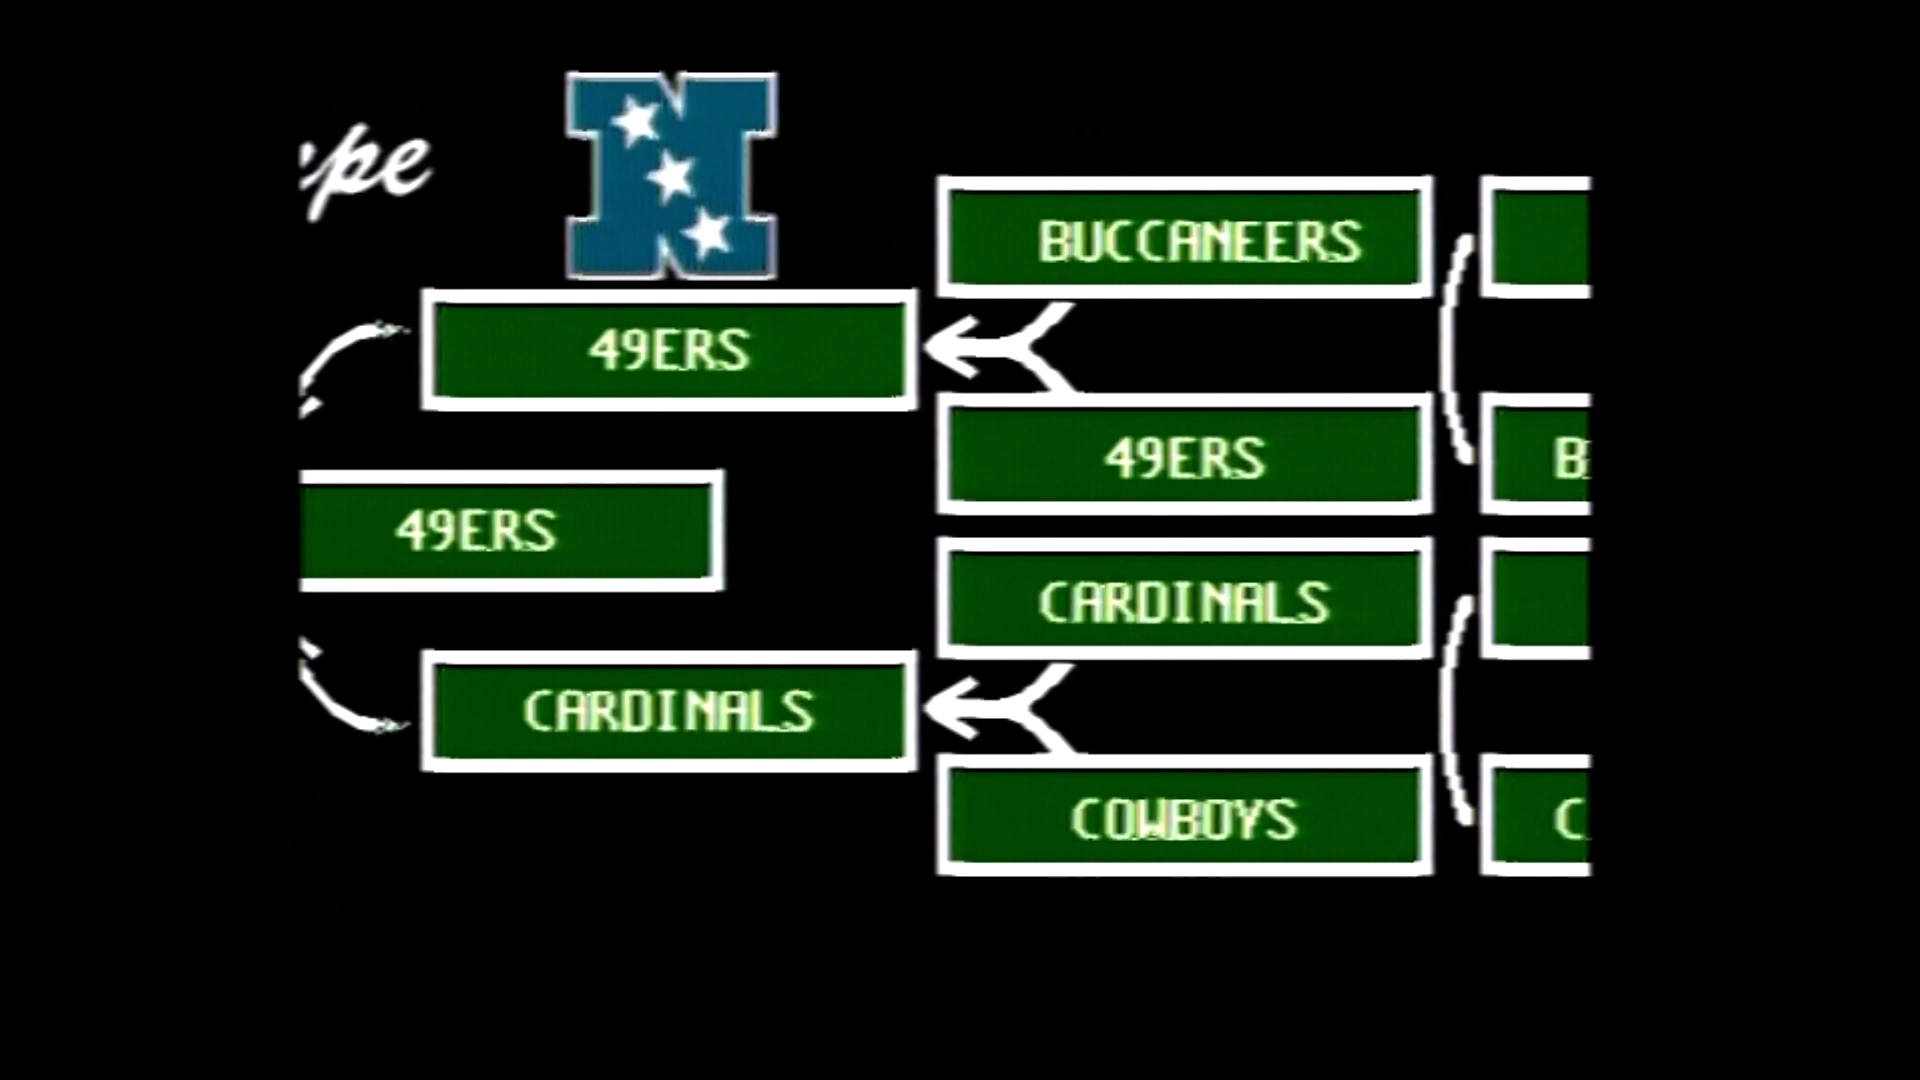 pe
N
BUCCANEERS
49ERS
49ERS
B
49ERS
CARDINALS
CARDINALS
COWBOYS
C